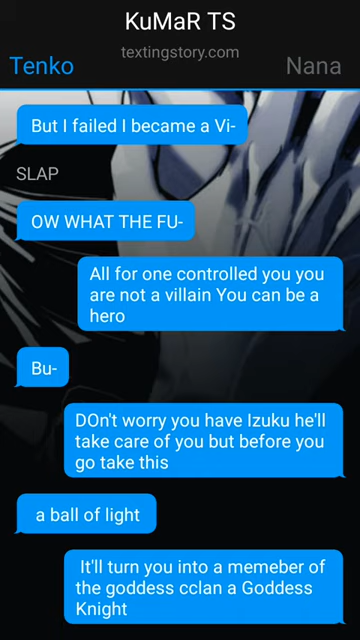 KuMaR TS
textingstory.com
Tenko
Nana
But I failed I became a Vi-
SLAP
OW WHAT THE FU-
All for one controlled you you
are not a villain You can be a
hero
Bu-
DOn't worry you have Izuku he'll
take care of you but before you
go take this
a ball of light
It'll turn you into a memeber of
the goddess cclan a Goddess
Knight